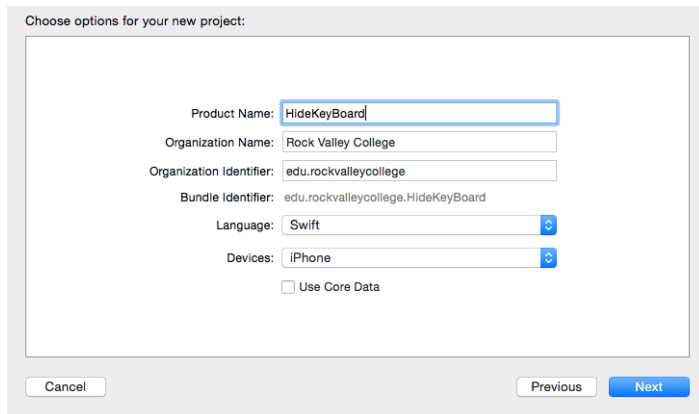 Choose options for your new project:
Product Name: HideKeyBoard
Organization Name: Rock Valley College
Organization Identifier: edu.rockvalleycollege
Bundle Identifier: edu.rockvalleycollege.HideKeyBoard
Language: Swift
Devices: iPhone
Use Core Data
Cancel Previous Next